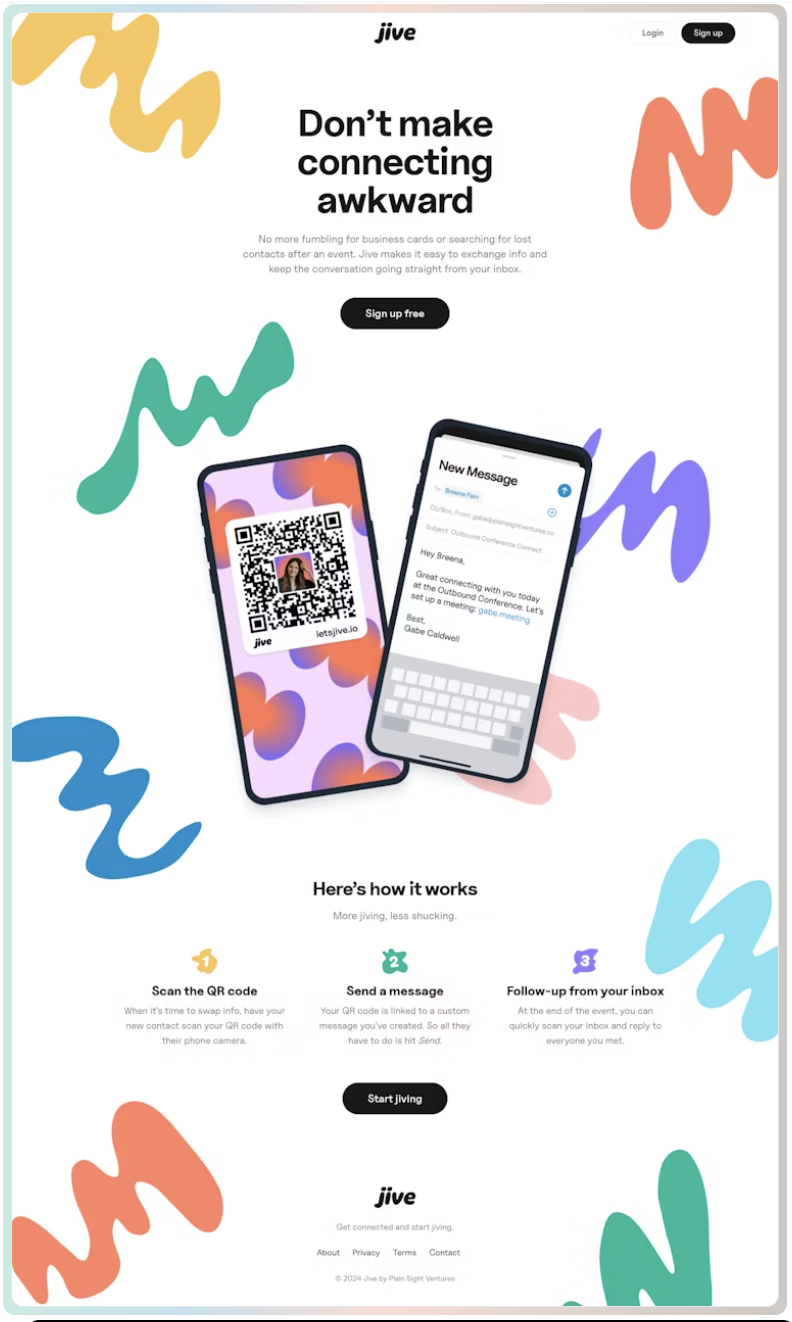 jive
Login
Sign up
Don’t make
connecting
awkward
No more fumbling for business cards or searching for lost
contacts after an event. Jive makes it easy to exchange info and
keep the conversation going straight from your inbox.
Sign up free
jive
letsjive.io
New Message
To: Breena Fain
Cc/Bcc, From: gabe@plainsightventures.co
Subject: Outbound Conference Connect
Hey Breena,
Great connecting with you today
at the Outbound Conference. Let’s
set up a meeting: gabe.meeting
Best,
Gabe Caldwell
Here’s how it works
More jiving, less shucking.
1
Scan the QR code
When it’s time to swap info, have your
new contact scan your QR code with
their phone camera.
2
Send a message
Your QR code is linked to a custom
message you’ve created. So all they
have to do is hit Send.
3
Follow-up from your inbox
At the end of the event, you can
quickly scan your inbox and reply to
everyone you met.
Start jiving
jive
Get connected and start jiving.
About Privacy Terms Contact
© 2024 Jive by Plain Sight Ventures